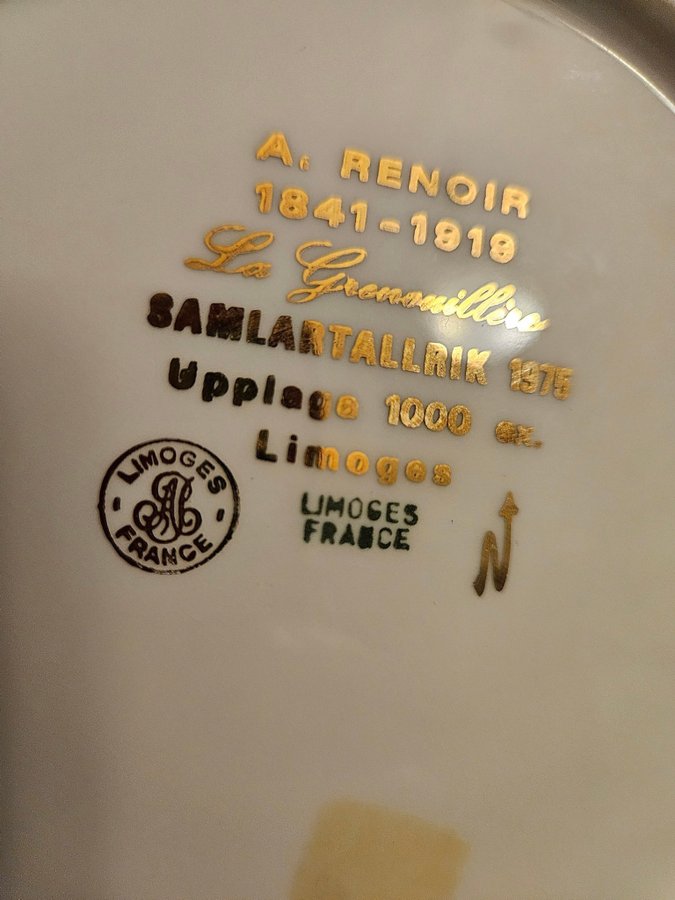 A. RENOIR
1841-1919
La Grenouillère
SAMLARTALLRIK 1975
Upplaga 1000 ex.
Limoges
LIMOGES
FRANCE
LIMOGES
FRANCE
N